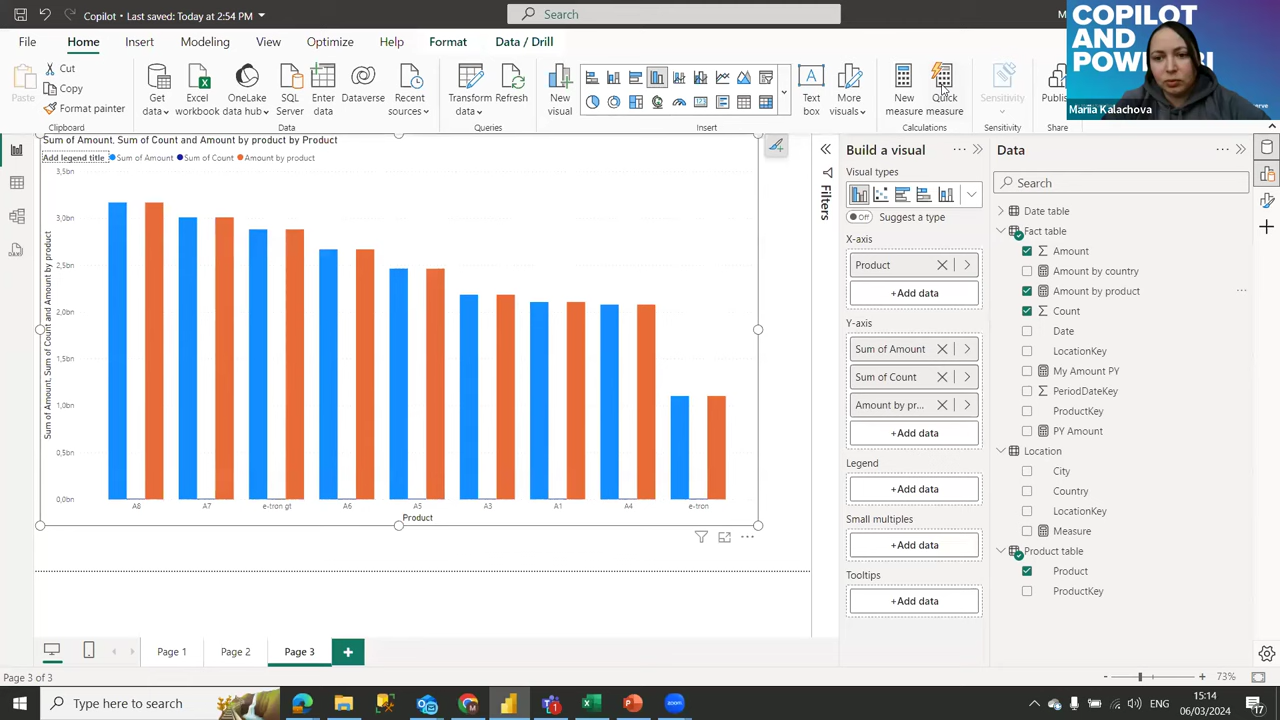 Copilot • Last saved: Today at 2:54 PM
Search
COPILOT
AND
Mariia Kalachova
File
Home
Insert
Modeling
View
Optimize
Help
Format
Data / Drill
Paste
Cut
Copy
Format painter
Clipboard
Get data
Excel workbook
OneLake data hub
SQL Server
Enter data
Dataverse
Recent sources
Data
Transform data
Refresh
Queries
New visual
Text box
More visuals
Insert
New measure
Quick measure
Calculations
Sensitivity
Sensitivity
Share
Sum of Amount, Sum of Count and Amount by product by Product
Add legend title Sum of Amount Sum of Count Amount by product
3,5bn
3,0bn
2,5bn
2,0bn
1,5bn
1,0bn
0,5bn
0,0bn
Sum of Amount, Sum of Count and Amount by product
A8
A7
e-tron gt
A6
A5
A3
A1
A4
e-tron
Product
Filters
Build a visual
Visual types
Off
Suggest a type
X-axis
Product
+Add data
Y-axis
Sum of Amount
Sum of Count
Amount by pr...
+Add data
Legend
+Add data
Small multiples
+Add data
Tooltips
+Add data
Data
Search
Date table
Fact table
Amount
Amount by country
Amount by product
Count
Date
LocationKey
My Amount PY
PeriodDateKey
ProductKey
PY Amount
Location
City
Country
LocationKey
Measure
Product table
Product
ProductKey
Page 1
Page 2
Page 3
Page 3 of 3
73%
Type here to search
zoom
ENG
15:14
06/03/2024
17